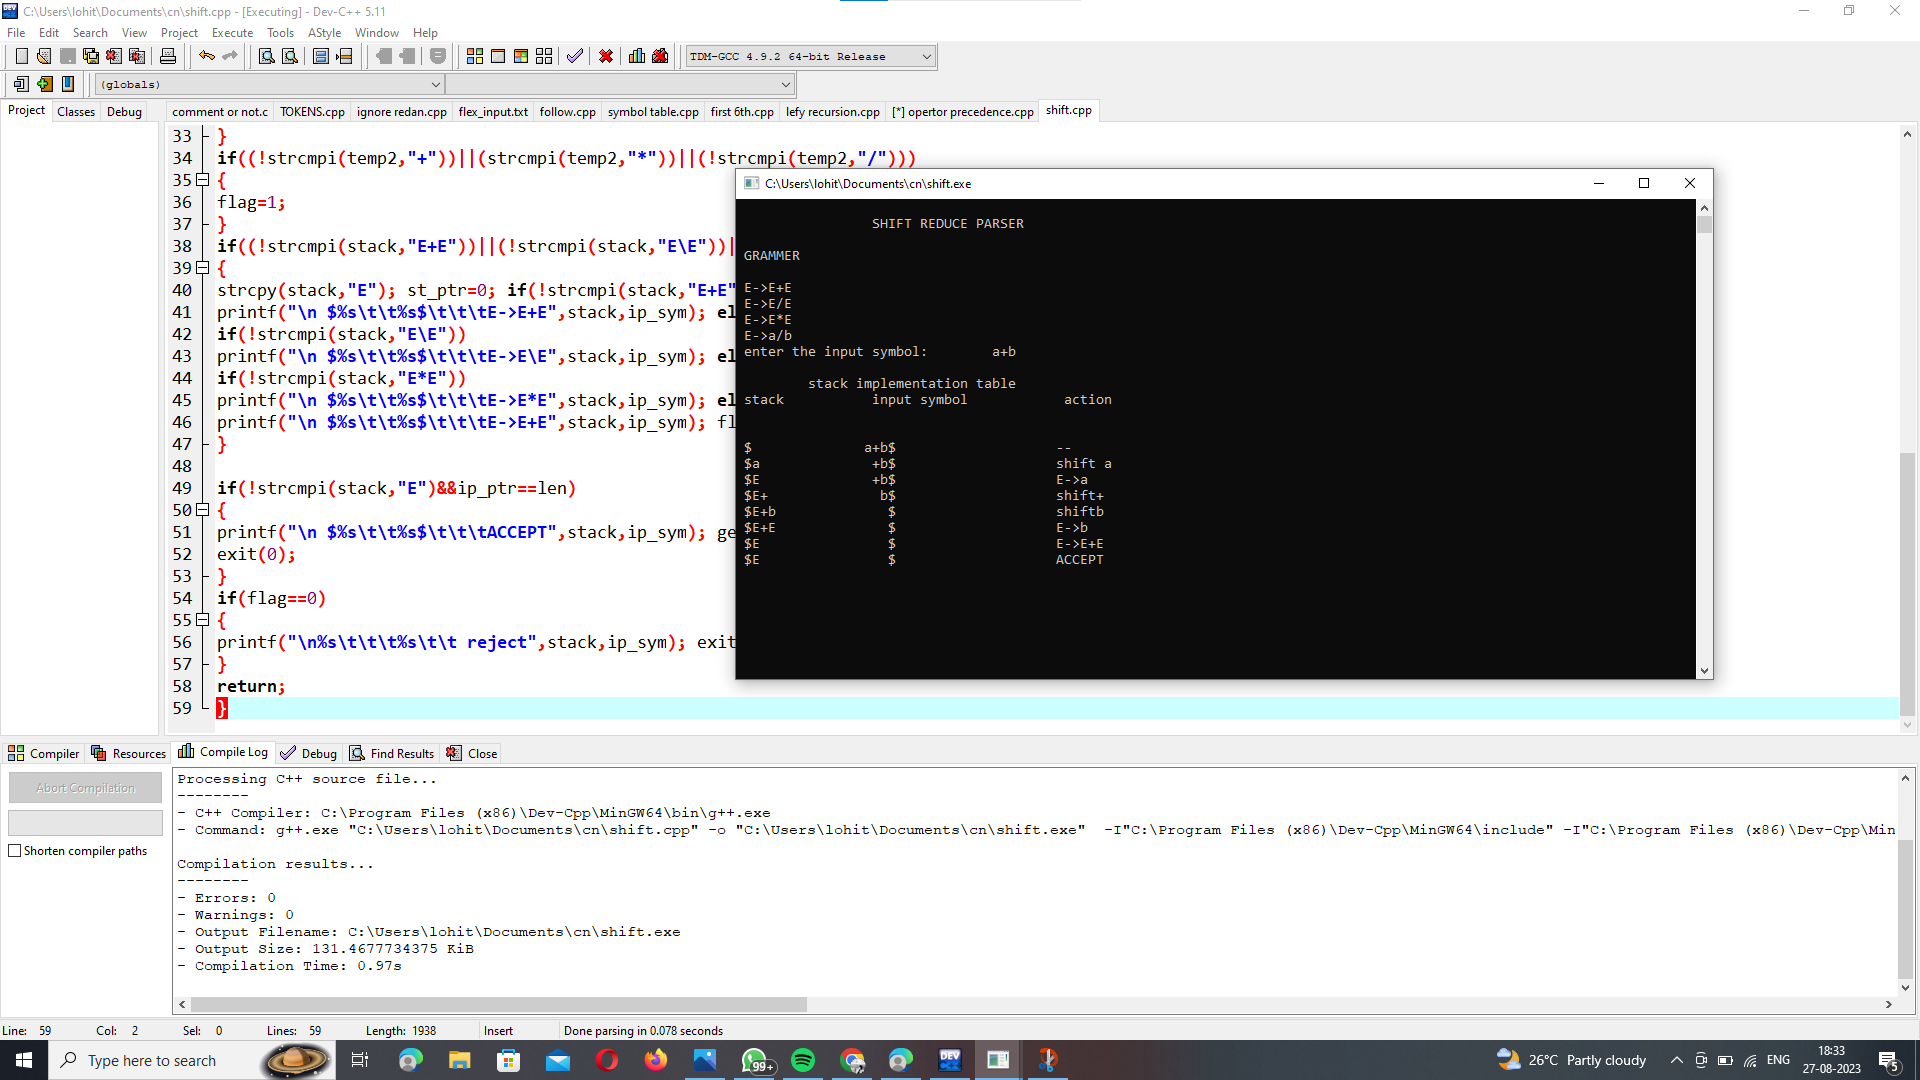 C:\Users\lohit\Documents\cn\shift.cpp - [Executing] - Dev-C++ 5.11
File Edit Search View Project Execute Tools AStyle Window Help
TDM-GCC 4.9.2 64-bit Release
(globals)
Project Classes Debug
comment or not.c TOKENS.cpp ignore redan.cpp flex_input.txt follow.cpp symbol table.cpp first 6th.cpp lefy recursion.cpp [*] opertor precedence.cpp shift.cpp
33 }
34 if((!strcmpi(temp2,"+"))||(strcmpi(temp2,"*"))||(!strcmpi(temp2,"/")))
35 {
36 flag=1;
37 }
38 if((!strcmpi(stack,"E+E"))||(!strcmpi(stack,"E\E"))|
39 {
40 strcpy(stack,"E"); st_ptr=0; if(!strcmpi(stack,"E+E"
41 printf("\n $%s\t\t%s$\t\t\tE->E+E",stack,ip_sym); el
42 if(!strcmpi(stack,"E\E"))
43 printf("\n $%s\t\t%s$\t\t\tE->E\E",stack,ip_sym); el
44 if(!strcmpi(stack,"E*E"))
45 printf("\n $%s\t\t%s$\t\t\tE->E*E",stack,ip_sym); el
46 printf("\n $%s\t\t%s$\t\t\tE->E+E",stack,ip_sym); fl
47 }
48
49 if(!strcmpi(stack,"E")&&ip_ptr==len)
50 {
51 printf("\n $%s\t\t%s$\t\t\tACCEPT",stack,ip_sym); ge
52 exit(0);
53 }
54 if(flag==0)
55 {
56 printf("\n%s\t\t\t%s\t\t reject",stack,ip_sym); exit
57 }
58 return;
59 }
C:\Users\lohit\Documents\cn\shift.exe
SHIFT REDUCE PARSER
GRAMMER
E->E+E
E->E/E
E->E*E
E->a/b
enter the input symbol: a+b
stack implementation table
stack input symbol action
$ a+b$ --
$a +b$ shift a
$E +b$ E->a
$E+ b$ shift+
$E+b $ shiftb
$E+E $ E->b
$E $ E->E+E
$E $ ACCEPT
Compiler Resources Compile Log Debug Find Results Close
Abort Compilation
Shorten compiler paths
Processing C++ source file...
--------
- C++ Compiler: C:\Program Files (x86)\Dev-Cpp\MinGW64\bin\g++.exe
- Command: g++.exe "C:\Users\lohit\Documents\cn\shift.cpp" -o "C:\Users\lohit\Documents\cn\shift.exe" -I"C:\Program Files (x86)\Dev-Cpp\MinGW64\include" -I"C:\Program Files (x86)\Dev-Cpp\Min
Compilation results...
--------
- Errors: 0
- Warnings: 0
- Output Filename: C:\Users\lohit\Documents\cn\shift.exe
- Output Size: 131.4677734375 KiB
- Compilation Time: 0.97s
Line: 59 Col: 2 Sel: 0 Lines: 59 Length: 1938 Insert Done parsing in 0.078 seconds
Type here to search
99+
DEV
26°C Partly cloudy
ENG
18:33
27-08-2023
5